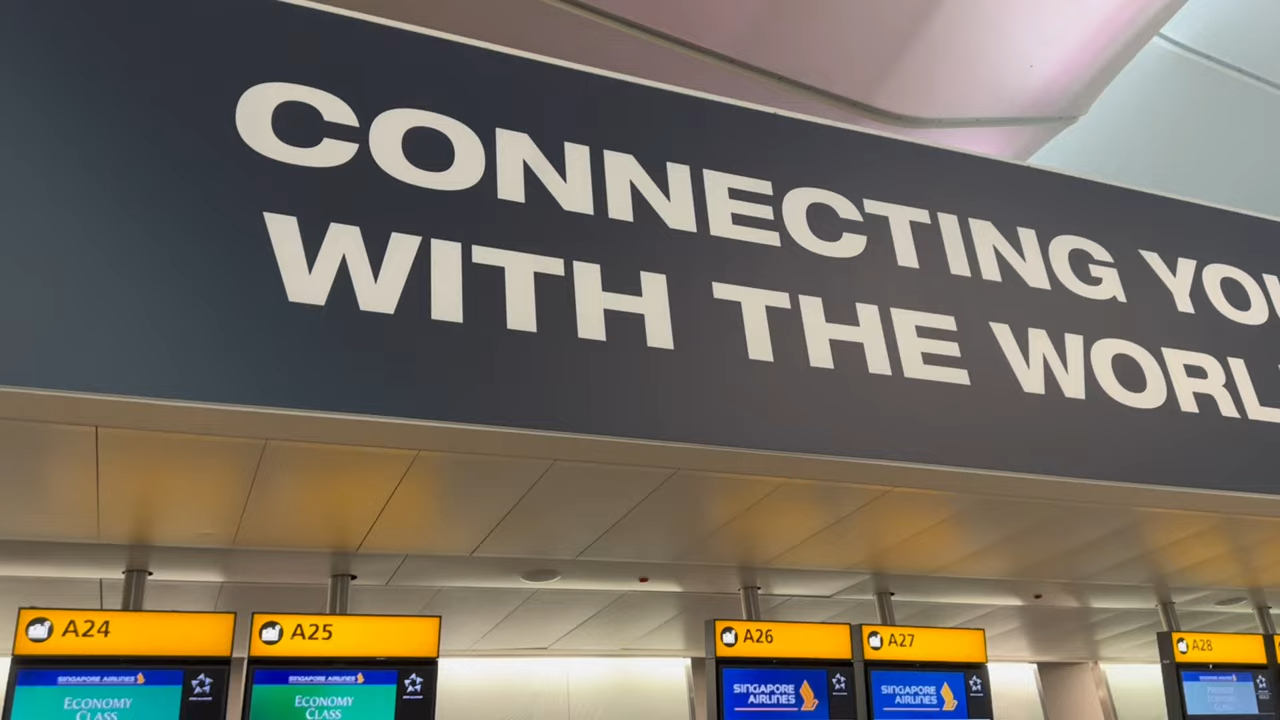 CONNECTING YOU
WITH THE WORL
A24
A25
A26
A27
A28
SINGAPORE AIRLINES
ECONOMY
CLASS
SINGAPORE AIRLINES
ECONOMY
CLASS
SINGAPORE
AIRLINES
SINGAPORE
AIRLINES